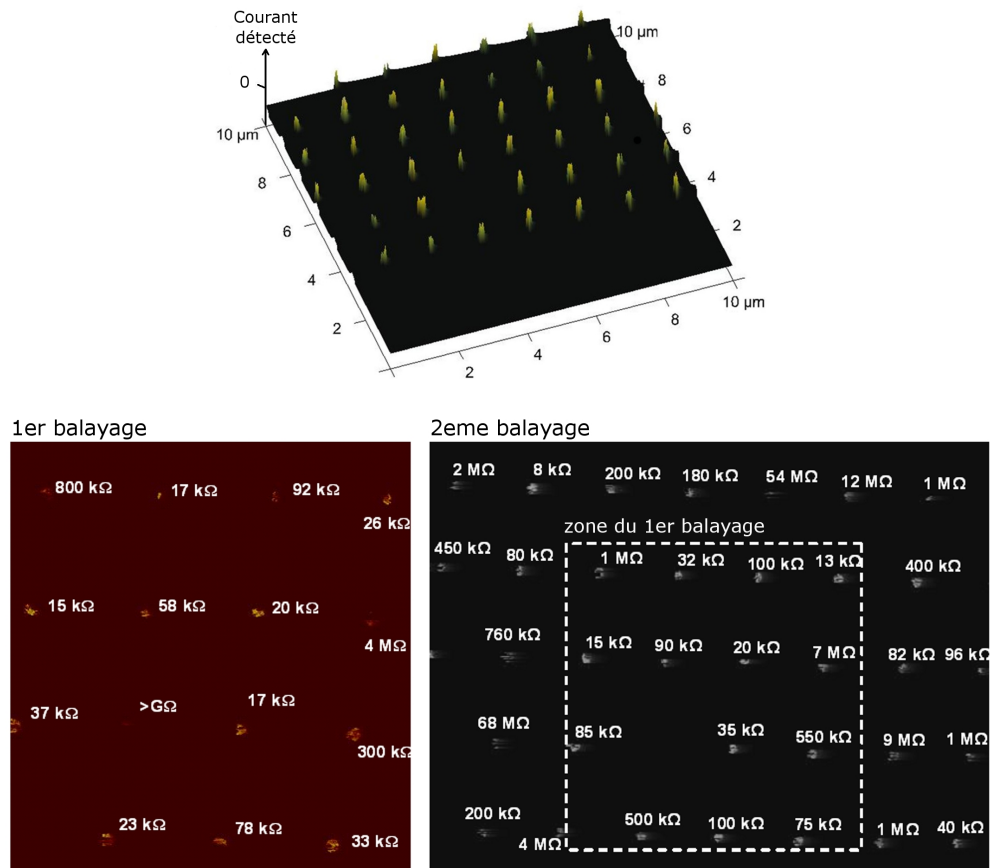 Courant
détecté
0
10 µm
10 µm
8
8
6
6
4
4
2
2
10 µm
8
6
4
2
1er balayage
2eme balayage
800 kΩ
17 kΩ
92 kΩ
26 kΩ
15 kΩ
58 kΩ
20 kΩ
4 MΩ
37 kΩ
>GΩ
17 kΩ
300 kΩ
23 kΩ
78 kΩ
33 kΩ
2 MΩ
8 kΩ
200 kΩ
180 kΩ
54 MΩ
12 MΩ
1 MΩ
zone du 1er balayage
450 kΩ
80 kΩ
1 MΩ
32 kΩ
100 kΩ
13 kΩ
400 kΩ
760 kΩ
15 kΩ
90 kΩ
20 kΩ
7 MΩ
82 kΩ
96 kΩ
68 MΩ
85 kΩ
35 kΩ
550 kΩ
9 MΩ
1 MΩ
200 kΩ
4 MΩ
500 kΩ
100 kΩ
75 kΩ
1 MΩ
40 kΩ